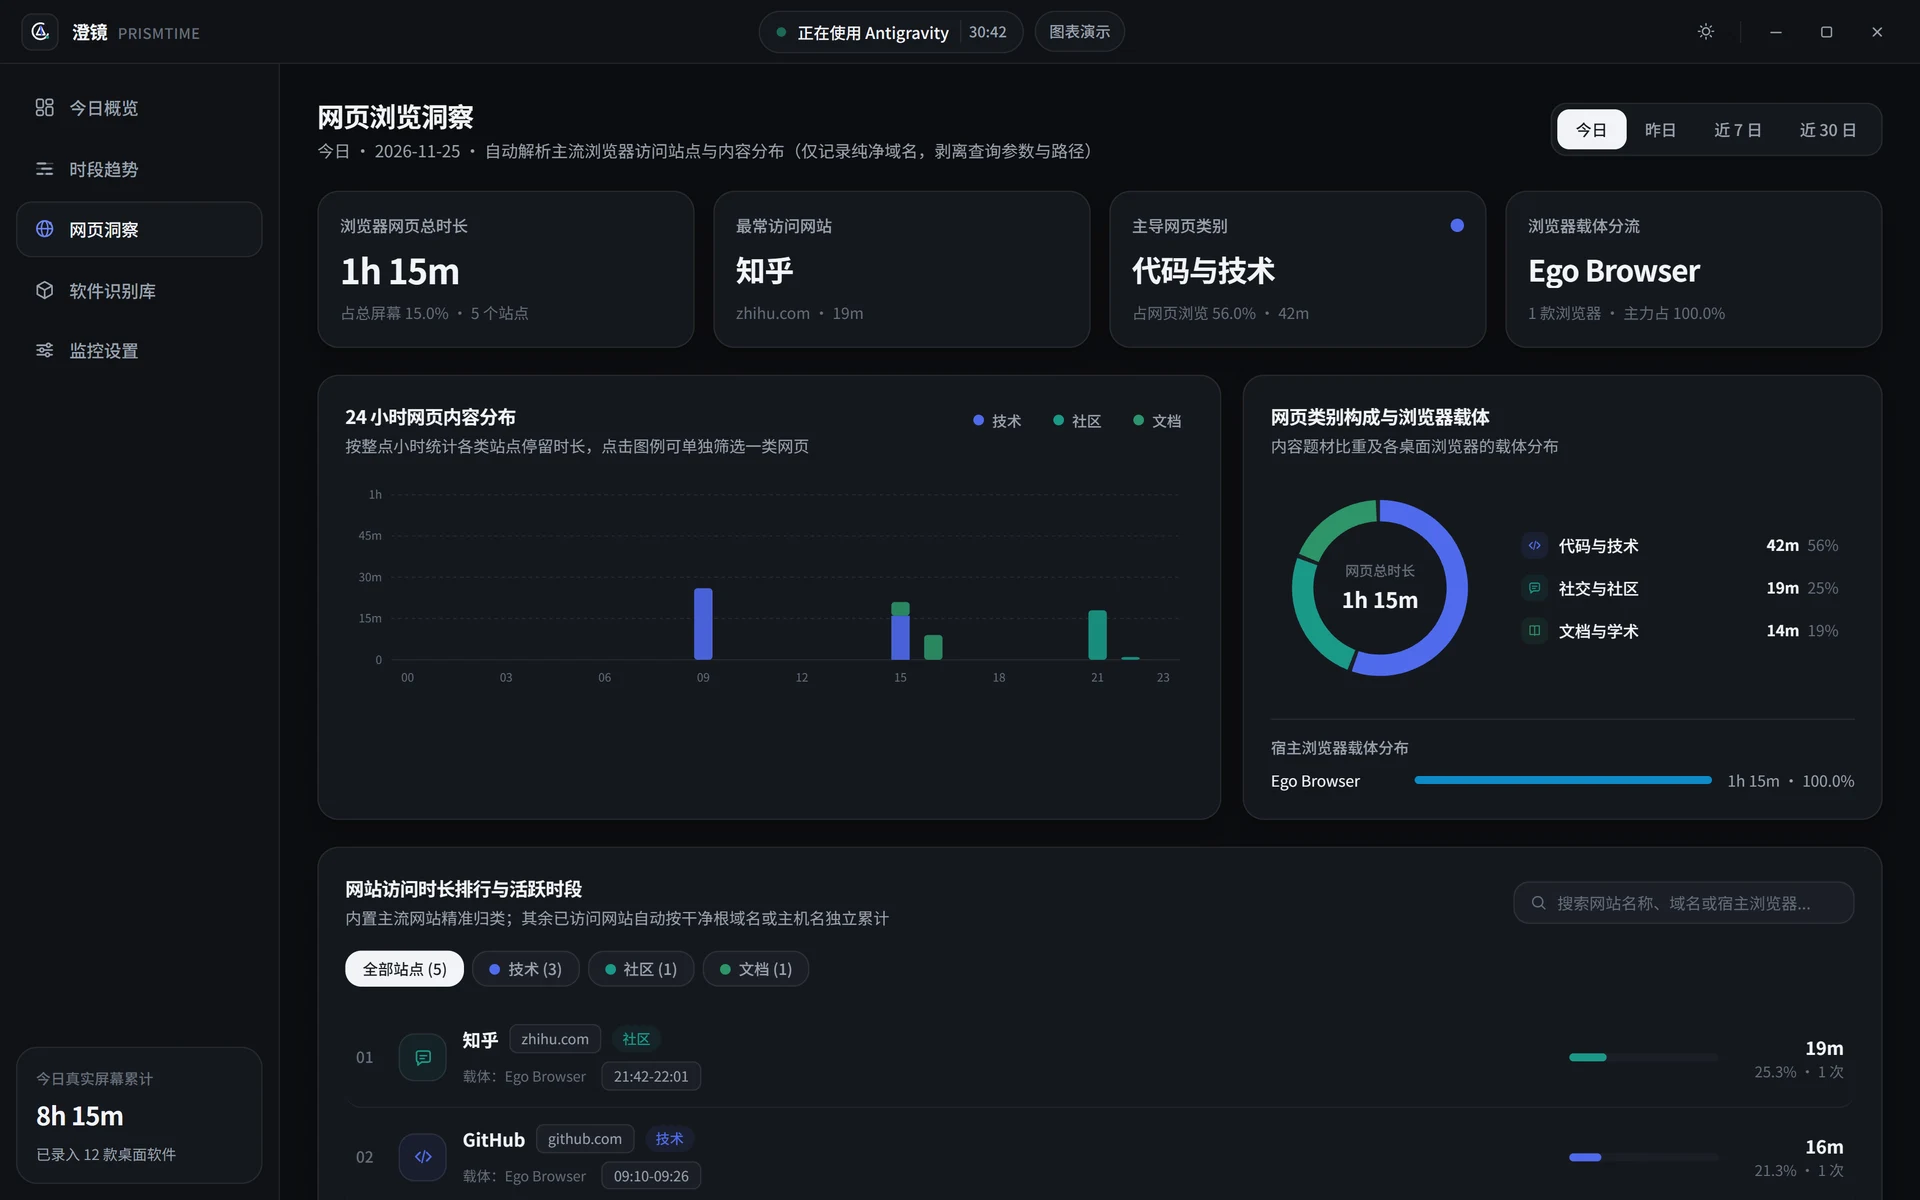 澄镜 PRISMTIME
正在使用 Antigravity 30:42
图表演示
今日概览
时段趋势
网页洞察
软件识别库
监控设置
今日真实屏幕累计
8h 15m
已录入 12 款桌面软件
网页浏览洞察
今日 • 2026-11-25 • 自动解析主流浏览器访问站点与内容分布（仅记录纯净域名，剥离查询参数与路径）
今日 昨日 近 7 日 近 30 日
浏览器网页总时长
1h 15m
占总屏幕 15.0% • 5 个站点
最常访问网站
知乎
zhihu.com • 19m
主导网页类别
代码与技术
占网页浏览 56.0% • 42m
浏览器载体分流
Ego Browser
1 款浏览器 • 主力占 100.0%
24 小时网页内容分布
按整点小时统计各类站点停留时长，点击图例可单独筛选一类网页
技术 社区 文档
1h
45m
30m
15m
0
00 03 06 09 12 15 18 21 23
网页类别构成与浏览器载体
内容题材比重及各桌面浏览器的载体分布
网页总时长
1h 15m
代码与技术 42m 56%
社交与社区 19m 25%
文档与学术 14m 19%
宿主浏览器载体分布
Ego Browser 1h 15m • 100.0%
网站访问时长排行与活跃时段
内置主流网站精准归类；其余已访问网站自动按干净根域名或主机名独立累计
搜索网站名称、域名或宿主浏览器...
全部站点 (5) 技术 (3) 社区 (1) 文档 (1)
01 知乎 zhihu.com 社区
载体：Ego Browser 21:42-22:01
19m
25.3% • 1 次
02 GitHub github.com 技术
载体：Ego Browser 09:10-09:26
16m
21.3% • 1 次